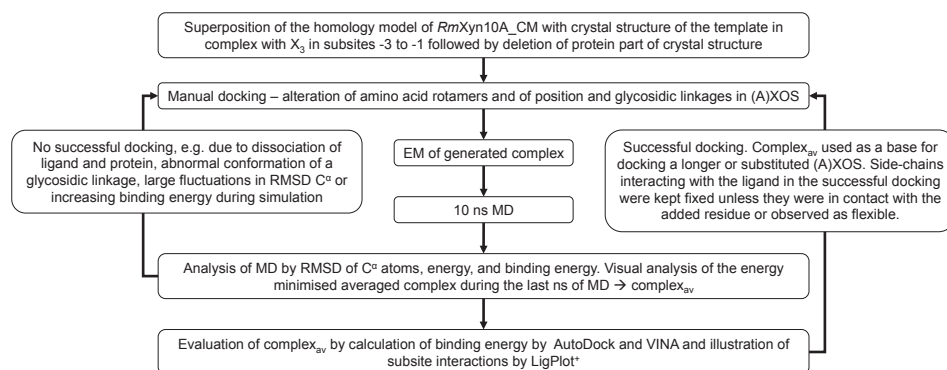 Superposition of the homology model of RmXyn10A_CM with crystal structure of the template in
complex with X₃ in subsites -3 to -1 followed by deletion of protein part of crystal structure
Manual docking – alteration of amino acid rotamers and of position and glycosidic linkages in (A)XOS
No successful docking, e.g. due to dissociation of
ligand and protein, abnormal conformation of a
glycosidic linkage, large fluctuations in RMSD Cᵅ or
increasing binding energy during simulation
EM of generated complex
10 ns MD
Successful docking. Complexₐᵥ used as a base for
docking a longer or substituted (A)XOS. Side-chains
interacting with the ligand in the successful docking
were kept fixed unless they were in contact with the
added residue or observed as flexible.
Analysis of MD by RMSD of Cᵅ atoms, energy, and binding energy. Visual analysis of the energy
minimised averaged complex during the last ns of MD → complexₐᵥ
Evaluation of complexₐᵥ by calculation of binding energy by AutoDock and VINA and illustration of
subsite interactions by LigPlot⁺